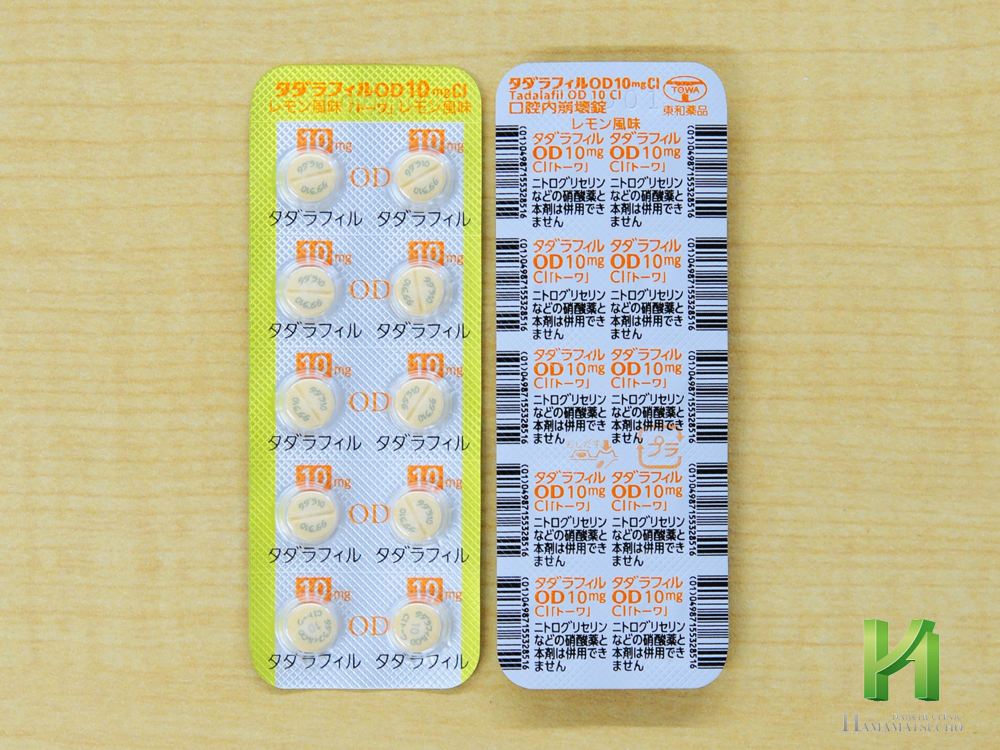 タダラフィルOD10mgCI
レモン風味 「トーワ」 レモン風味
10mg 10mg
OD
タダラフィル タダラフィル
10mg 10mg
OD
タダラフィル タダラフィル
10mg 10mg
OD
タダラフィル タダラフィル
10mg 10mg
OD
タダラフィル タダラフィル
10mg 10mg
OD
タダラフィル タダラフィル
タダラフィルOD10mgCI
Tadalafil OD 10 CI
口腔内崩壊錠
TOWA
東和薬品
レモン風味
タダラフィル タダラフィル
OD10mg OD10mg
CI「トーワ」 CI「トーワ」
ニトログリセリン ニトログリセリン
などの硝酸薬と などの硝酸薬と
本剤は併用でき 本剤は併用でき
ません ません
(01)04987155328516 (01)04987155328516
タダラフィル タダラフィル
OD10mg OD10mg
CI「トーワ」 CI「トーワ」
ニトログリセリン ニトログリセリン
などの硝酸薬と などの硝酸薬と
本剤は併用でき 本剤は併用でき
ません ません
(01)04987155328516 (01)04987155328516
タダラフィル タダラフィル
OD10mg OD10mg
CI「トーワ」 CI「トーワ」
ニトログリセリン ニトログリセリン
などの硝酸薬と などの硝酸薬と
本剤は併用でき 本剤は併用でき
ません ません
(01)04987155328516 (01)04987155328516
プラ
タダラフィル タダラフィル
OD10mg OD10mg
CI「トーワ」 CI「トーワ」
ニトログリセリン ニトログリセリン
などの硝酸薬と などの硝酸薬と
本剤は併用でき 本剤は併用でき
ません ません
(01)04987155328516 (01)04987155328516
タダラフィル タダラフィル
OD10mg OD10mg
CI「トーワ」 CI「トーワ」
ニトログリセリン ニトログリセリン
などの硝酸薬と などの硝酸薬と
本剤は併用でき 本剤は併用でき
ません ません
(01)04987155328516 (01)04987155328516
HAMAMATSUCHO